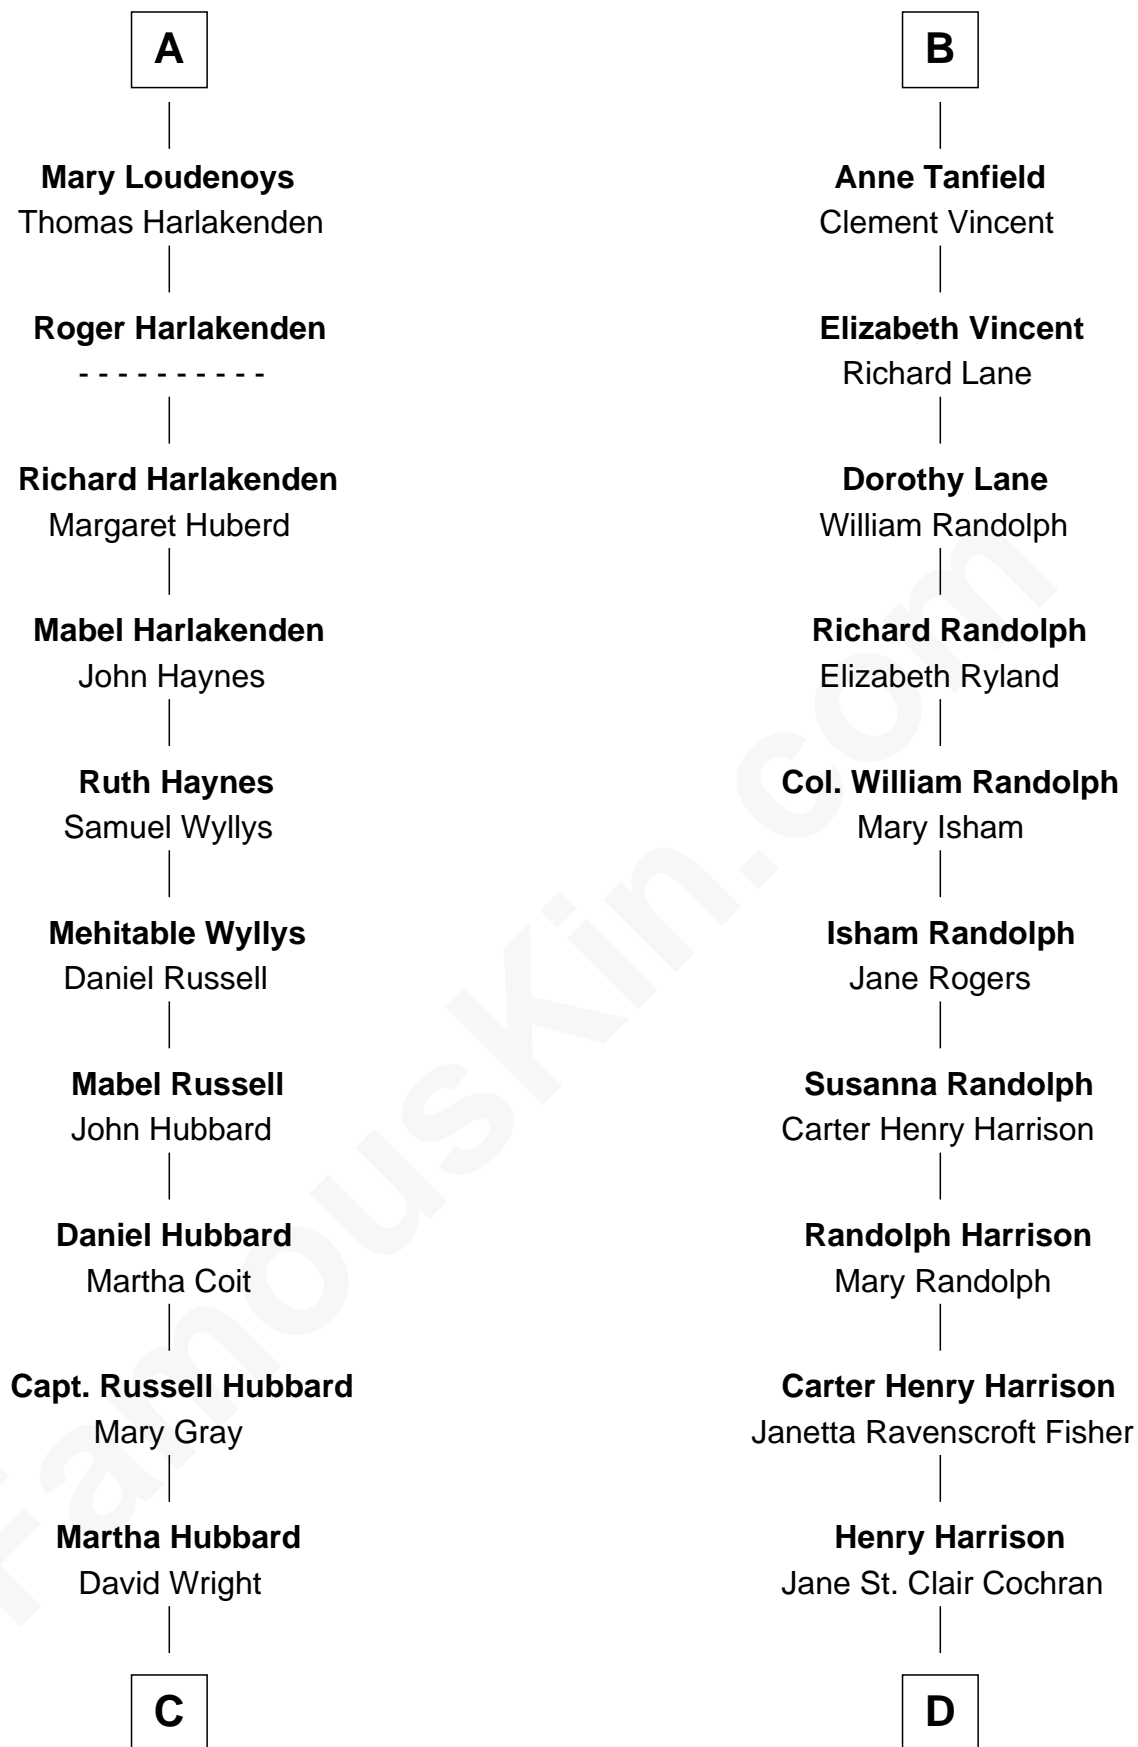 A
Mary Loudenoys
Thomas Harlakenden
Roger Harlakenden
- - - - - - - - - -
Richard Harlakenden
Margaret Huberd
Mabel Harlakenden
John Haynes
Ruth Haynes
Samuel Wyllys
Mehitable Wyllys
Daniel Russell
Mabel Russell
John Hubbard
Daniel Hubbard
Martha Coit
Capt. Russell Hubbard
Mary Gray
Martha Hubbard
David Wright
C
B
Anne Tanfield
Clement Vincent
Elizabeth Vincent
Richard Lane
Dorothy Lane
William Randolph
Richard Randolph
Elizabeth Ryland
Col. William Randolph
Mary Isham
Isham Randolph
Jane Rogers
Susanna Randolph
Carter Henry Harrison
Randolph Harrison
Mary Randolph
Carter Henry Harrison
Janetta Ravenscroft Fisher
Henry Harrison
Jane St. Clair Cochran
D
FamousKin.com